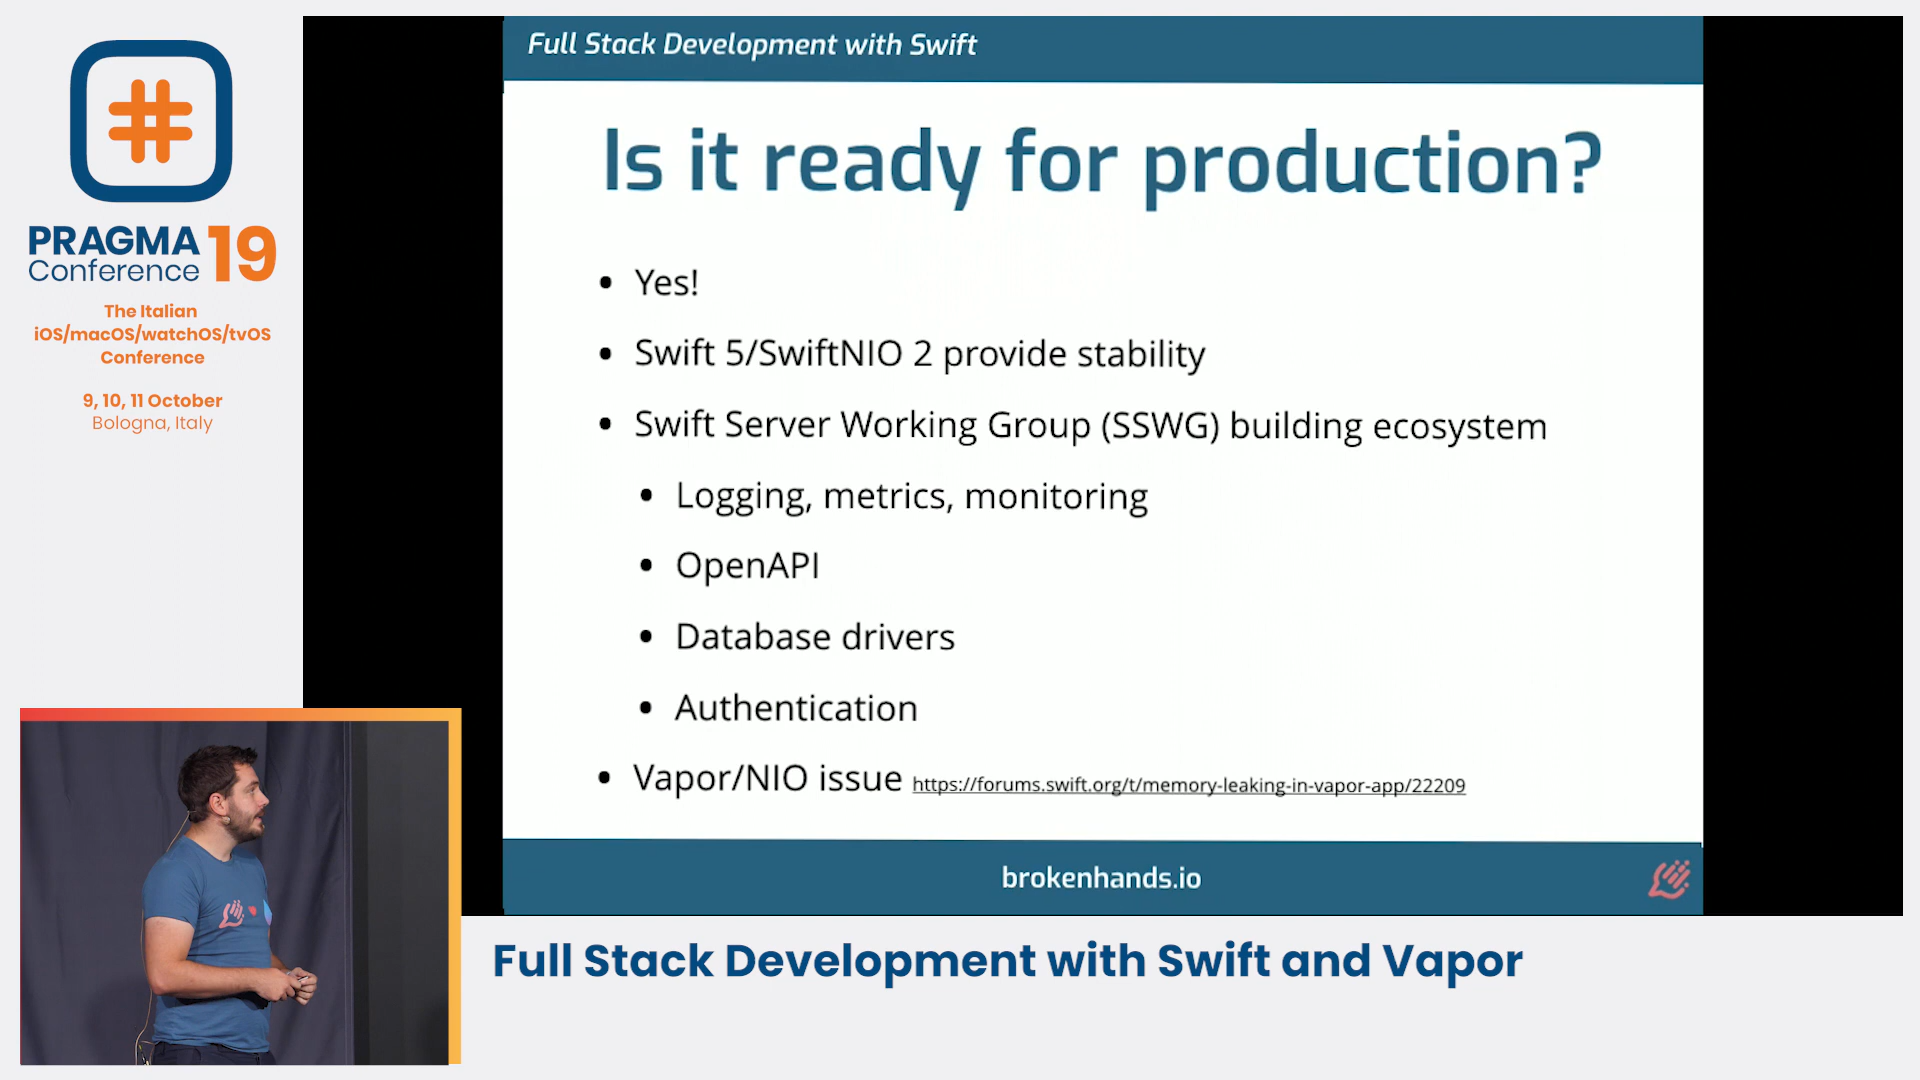 PRAGMA
Conference
19
The Italian
iOS/macOS/watchOS/tvOS
Conference
9, 10, 11 October
Bologna, Italy
Full Stack Development with Swift
Is it ready for production?
• Yes!
• Swift 5/SwiftNIO 2 provide stability
• Swift Server Working Group (SSWG) building ecosystem
• Logging, metrics, monitoring
• OpenAPI
• Database drivers
• Authentication
• Vapor/NIO issue https://forums.swift.org/t/memory-leaking-in-vapor-app/22209
brokenhands.io
Full Stack Development with Swift and Vapor